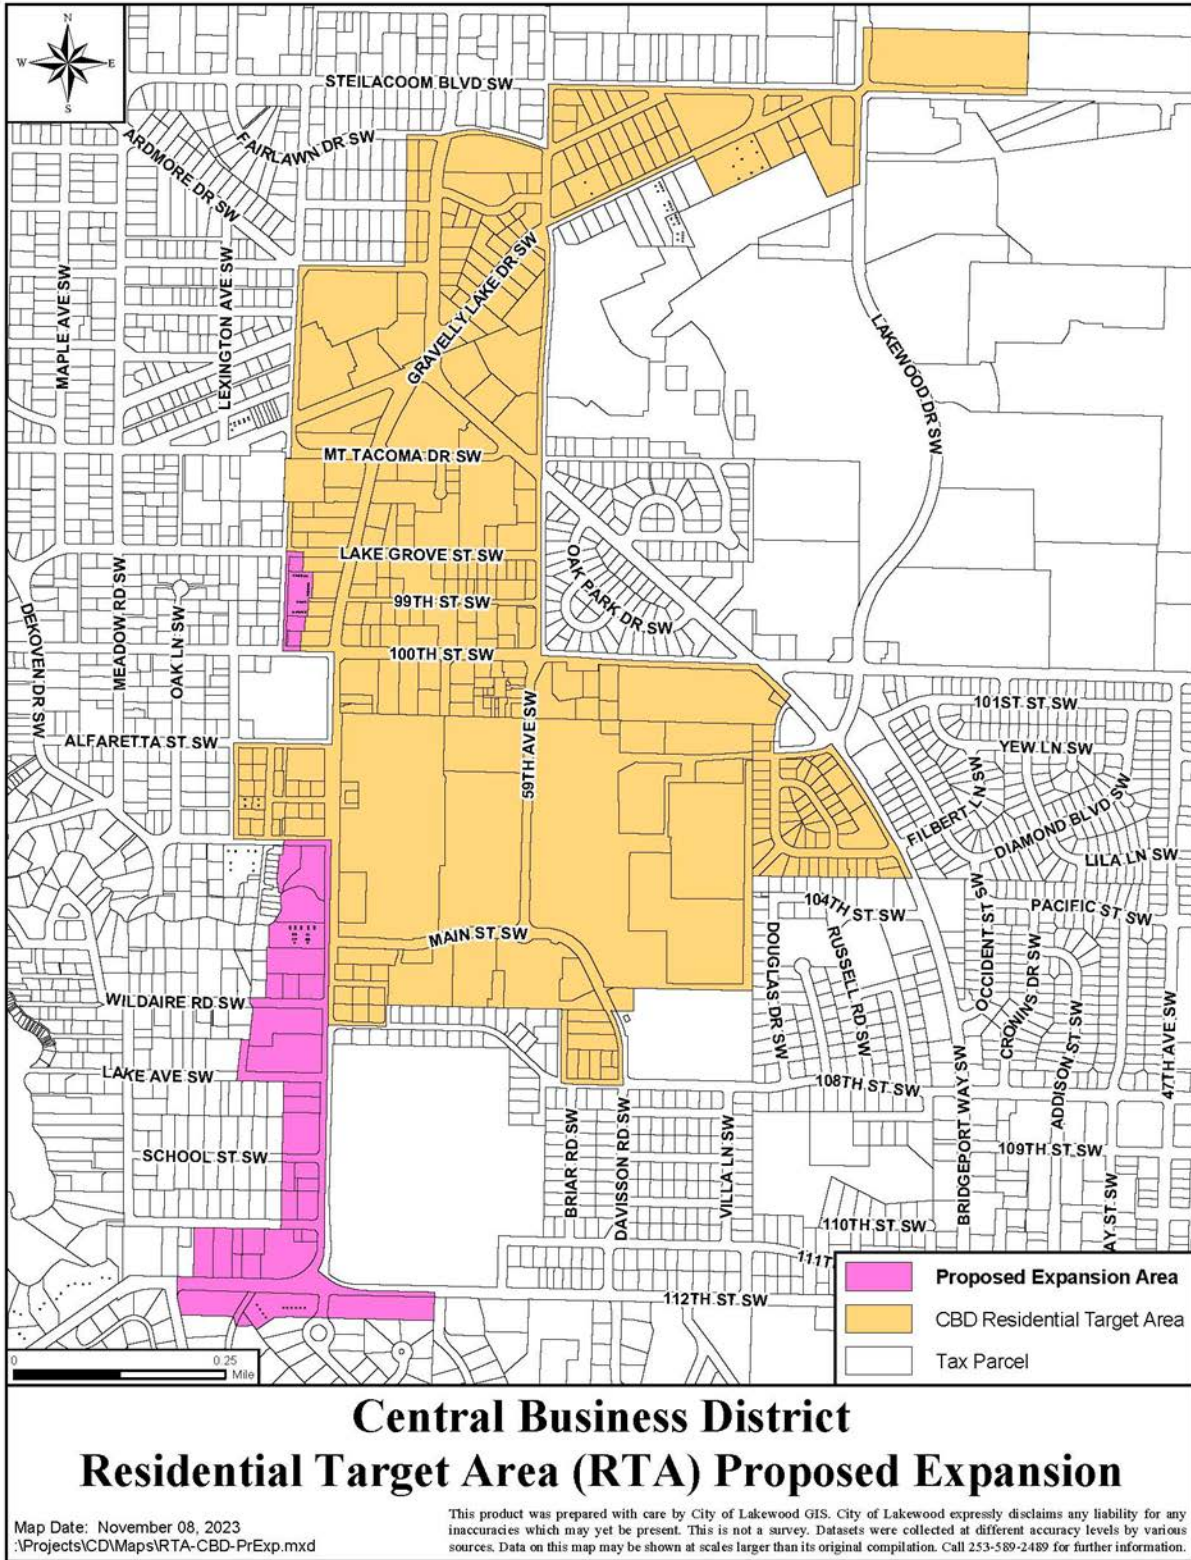 N
W E
S
STEILACOOM BLVD SW
FAIRLAWN DR SW
ARDMORE DR SW
MAPLE AVE SW
LEXINGTON AVE SW
GRAVELLY LAKE DR SW
LAKEWOOD DR SW
MT TACOMA DR SW
LAKE GROVE ST SW
99TH ST SW
100TH ST SW
OAK PARK DR SW
DEKOVEN DR SW
MEADOW RD SW
OAK LN SW
ALFARETTA ST SW
59TH AVE SW
101ST ST SW
YEW LN SW
FILBERT LN SW
DIAMOND BLVD SW
LILA LN SW
104TH ST SW
PACIFIC ST SW
MAIN ST SW
DOUGLAS DR SW
RUSSELL RD SW
OCCIDENT ST SW
CRONINS DR SW
ADDISON ST SW
47TH AVE SW
WILDAIRE RD SW
LAKE AVE SW
108TH ST SW
SCHOOL ST SW
BRIAR RD SW
DAVISSON RD SW
VILLA LN SW
BRIDGEPORT WAY SW
109TH ST SW
110TH ST SW
AY ST SW
111T
112TH ST SW
Proposed Expansion Area
CBD Residential Target Area
Tax Parcel
0 0.25
Mile
Central Business District
Residential Target Area (RTA) Proposed Expansion
Map Date: November 08, 2023
:\Projects\CD\Maps\RTA-CBD-PrExp.mxd
This product was prepared with care by City of Lakewood GIS. City of Lakewood expressly disclaims any liability for any
inaccuracies which may yet be present. This is not a survey. Datasets were collected at different accuracy levels by various
sources. Data on this map may be shown at scales larger than its original compilation. Call 253-589-2489 for further information.